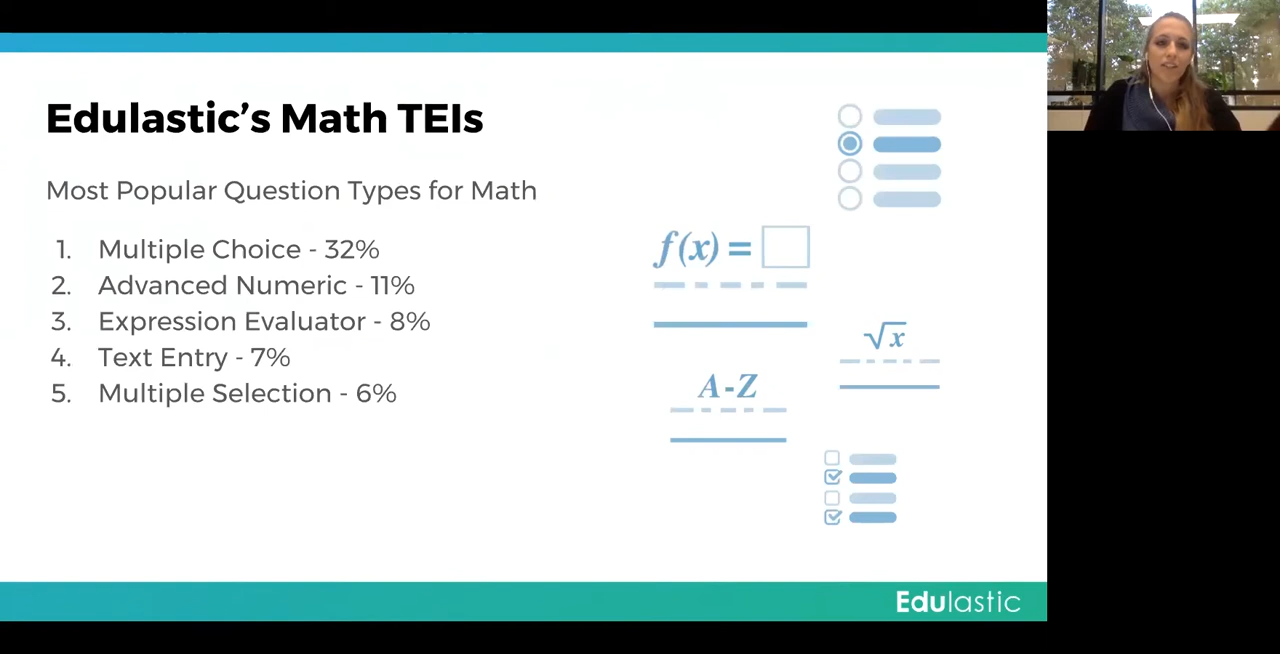 Edulastic’s Math TEIs
Most Popular Question Types for Math
1. Multiple Choice - 32%
2. Advanced Numeric - 11%
3. Expression Evaluator - 8%
4. Text Entry - 7%
5. Multiple Selection - 6%
f(x) =
√x
A-Z
Edulastic